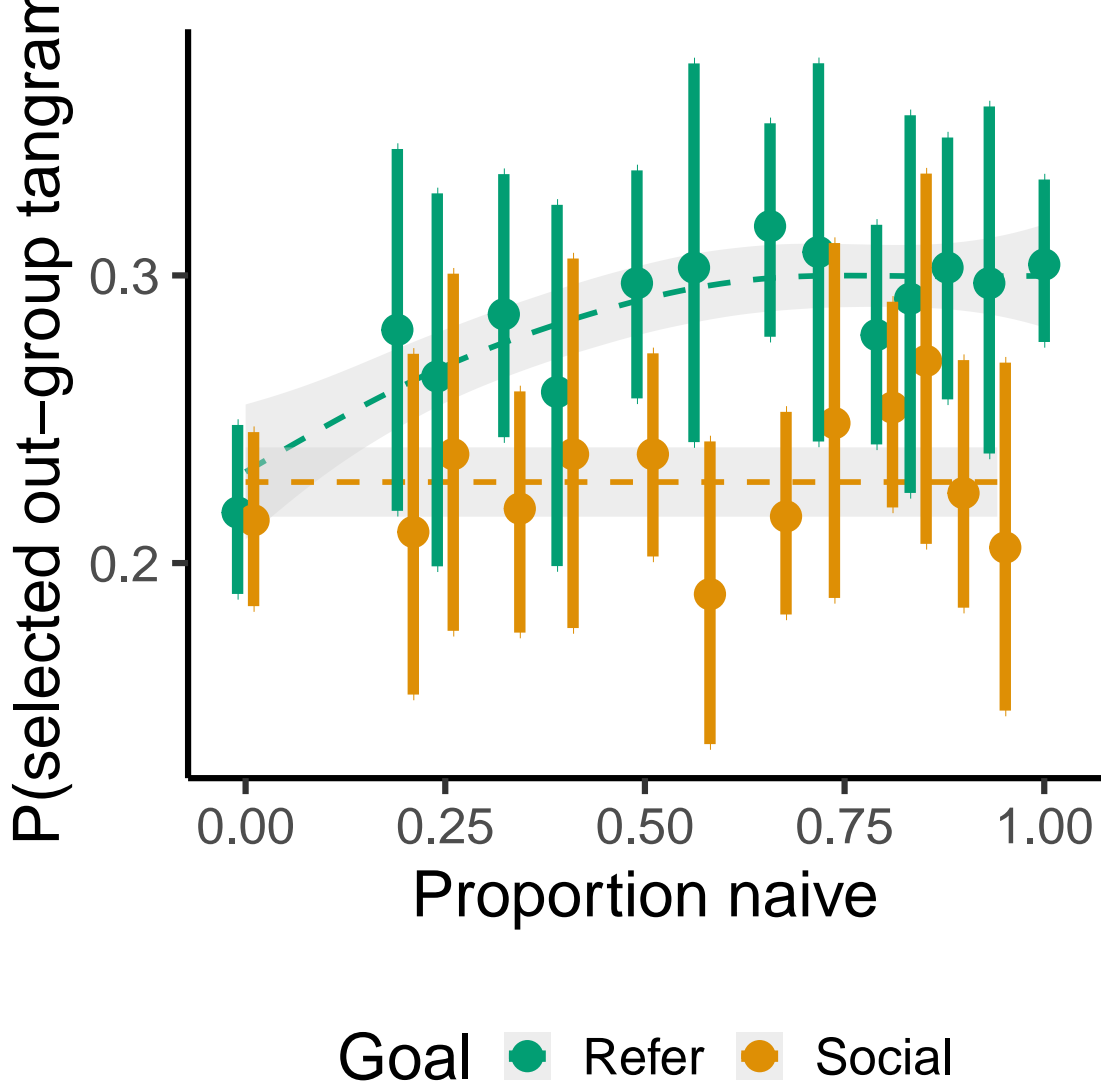 P(selected out−group tangram
0.3
0.2
0.00 0.25 0.50 0.75 1.00
Proportion naive
Goal Refer Social